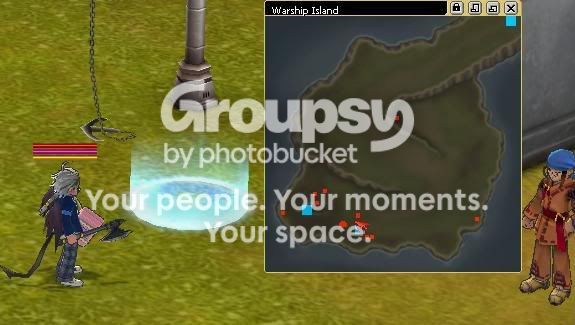 Warship Island
Groupsy
by photobucket
Your people. Your moments.
Your space.